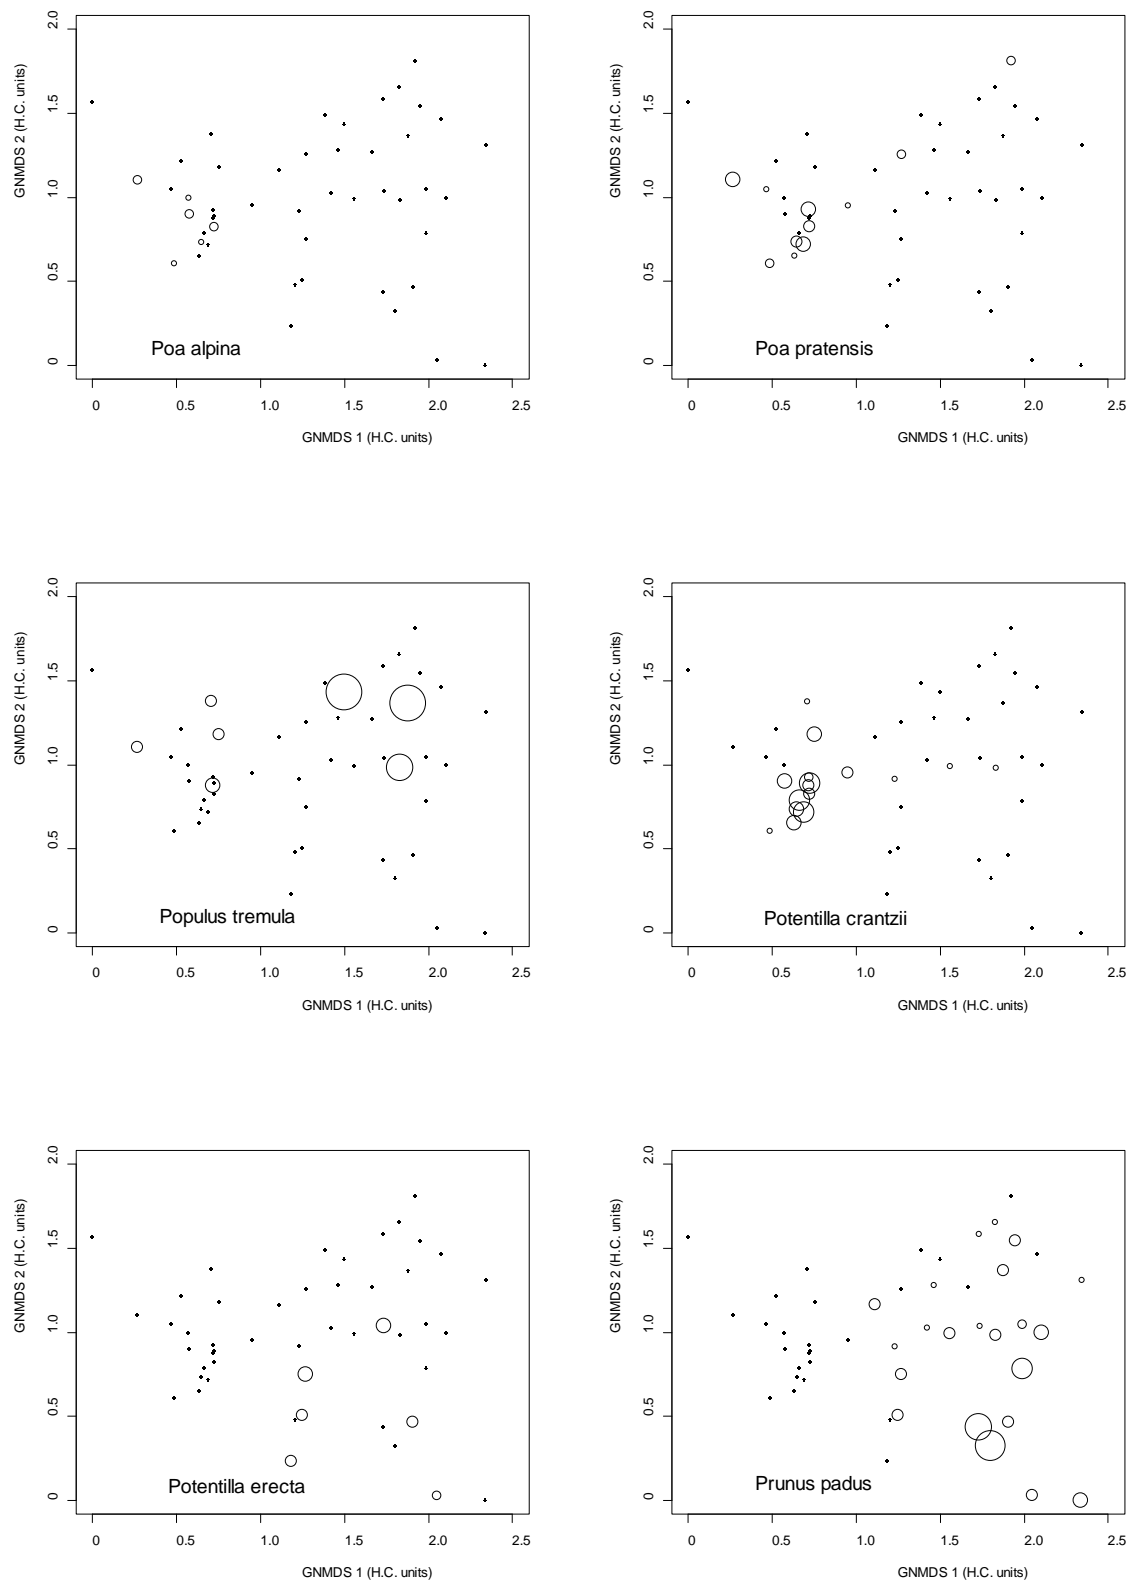 GNMDS 2 (H.C. units)
2.0
1.5
1.0
0.5
0
Poa alpina
0 0.5 1.0 1.5 2.0 2.5
GNMDS 1 (H.C. units)
GNMDS 2 (H.C. units)
2.0
1.5
1.0
0.5
0
Poa pratensis
0 0.5 1.0 1.5 2.0 2.5
GNMDS 1 (H.C. units)
GNMDS 2 (H.C. units)
2.0
1.5
1.0
0.5
0
Populus tremula
0 0.5 1.0 1.5 2.0 2.5
GNMDS 1 (H.C. units)
GNMDS 2 (H.C. units)
2.0
1.5
1.0
0.5
0
Potentilla crantzii
0 0.5 1.0 1.5 2.0 2.5
GNMDS 1 (H.C. units)
GNMDS 2 (H.C. units)
2.0
1.5
1.0
0.5
0
Potentilla erecta
0 0.5 1.0 1.5 2.0 2.5
GNMDS 1 (H.C. units)
GNMDS 2 (H.C. units)
2.0
1.5
1.0
0.5
0
Prunus padus
0 0.5 1.0 1.5 2.0 2.5
GNMDS 1 (H.C. units)